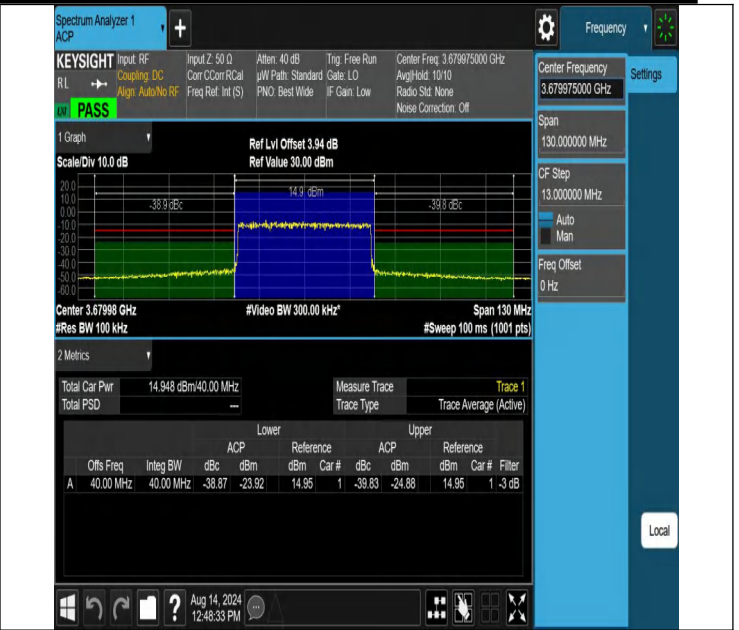 Spectrum Analyzer 1
ACP
+
Frequency
KEYSIGHT
RL
LXI
PASS
Input: RF
Coupling: DC
Align: Auto/No RF
Input Z: 50 Ω
Corr CCorr RCal
Freq Ref: Int (S)
Atten: 40 dB
µW Path: Standard
PNO: Best Wide
Trig: Free Run
Gate: LO
IF Gain: Low
Center Freq: 3.679975000 GHz
Avg|Hold: 10/10
Radio Std: None
Noise Correction: Off
Center Frequency
3.679975000 GHz
Settings
Span
130.000000 MHz
CF Step
13.000000 MHz
Auto
Man
Freq Offset
0 Hz
1 Graph
Scale/Div 10.0 dB
Ref Lvl Offset 3.94 dB
Ref Value 30.00 dBm
20.0
10.0
0.00
-10.0
-20.0
-30.0
-40.0
-50.0
-60.0
-38.9 dBc
14.9 dBm
-39.8 dBc
Center 3.67998 GHz
#Video BW 300.00 kHz*
Span 130 MHz
#Res BW 100 kHz
#Sweep 100 ms (1001 pts)
2 Metrics
Total Car Pwr 14.948 dBm/40.00 MHz
Total PSD ---
Measure Trace Trace 1
Trace Type Trace Average (Active)
Lower Upper
ACP Reference ACP Reference
Offs Freq Integ BW dBc dBm dBm Car # dBc dBm dBm Car # Filter
A 40.00 MHz 40.00 MHz -38.87 -23.92 14.95 1 -39.83 -24.88 14.95 1 -3 dB
Local
?
Aug 14, 2024
12:48:33 PM